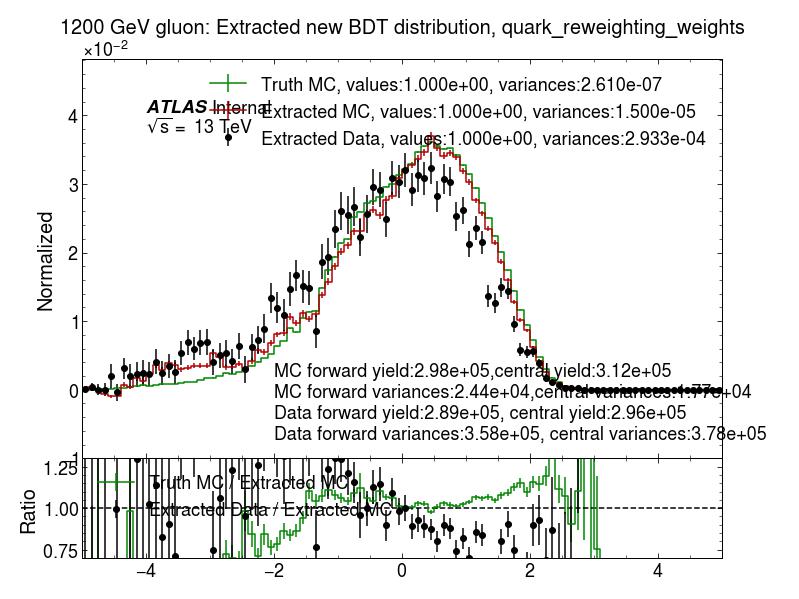 1200 GeV gluon: Extracted new BDT distribution, quark_reweighting_weights
×10⁻²
Truth MC, values:1.000e+00, variances:2.610e-07
ATLAS Internal
Extracted MC, values:1.000e+00, variances:1.500e-05
√s = 13 TeV
Extracted Data, values:1.000e+00, variances:2.933e-04
4
3
2
1
0
Normalized
MC forward yield:2.98e+05,central yield:3.12e+05
MC forward variances:2.44e+04,central variances:1.77e+04
Data forward yield:2.89e+05, central yield:2.96e+05
Data forward variances:3.58e+05, central variances:3.78e+05
1
1.25
1.00
0.75
Ratio
Truth MC / Extracted MC
Extracted Data / Extracted MC
−4 −2 0 2 4